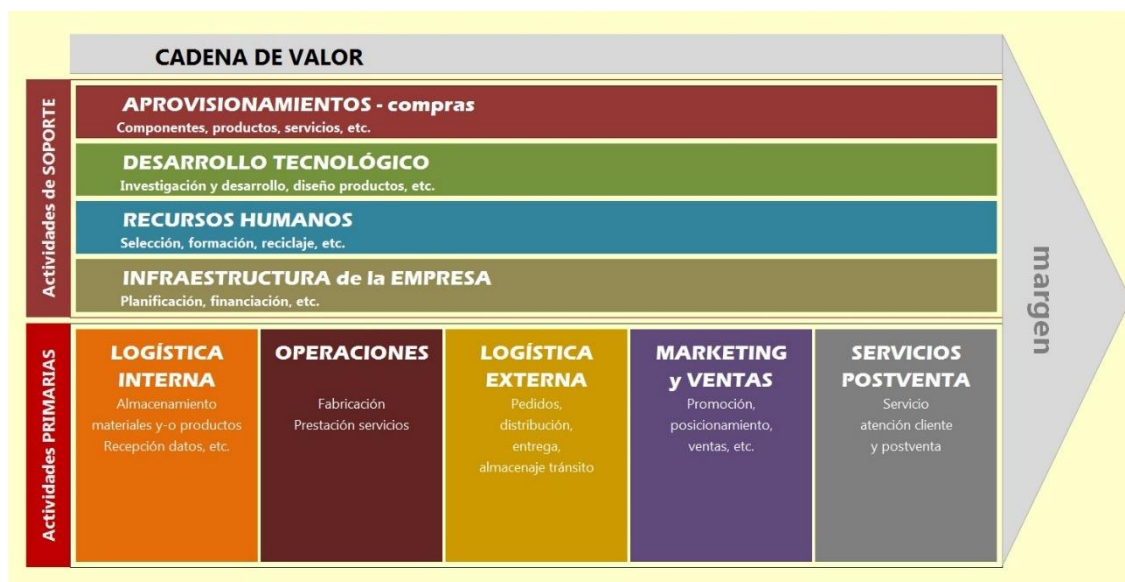 CADENA DE VALOR
Actividades de SOPORTE
APROVISIONAMIENTOS - compras
Componentes, productos, servicios, etc.
DESARROLLO TECNOLÓGICO
Investigación y desarrollo, diseño productos, etc.
RECURSOS HUMANOS
Selección, formación, reciclaje, etc.
INFRAESTRUCTURA de la EMPRESA
Planificación, financiación, etc.
Actividades PRIMARIAS
LOGÍSTICA
INTERNA
Almacenamiento
materiales y-o productos
Recepción datos, etc.
OPERACIONES
Fabricación
Prestación servicios
LOGÍSTICA
EXTERNA
Pedidos,
distribución,
entrega,
almacenaje tránsito
MARKETING
y VENTAS
Promoción,
posicionamiento,
ventas, etc.
SERVICIOS
POSTVENTA
Servicio
atención cliente
y postventa
margen